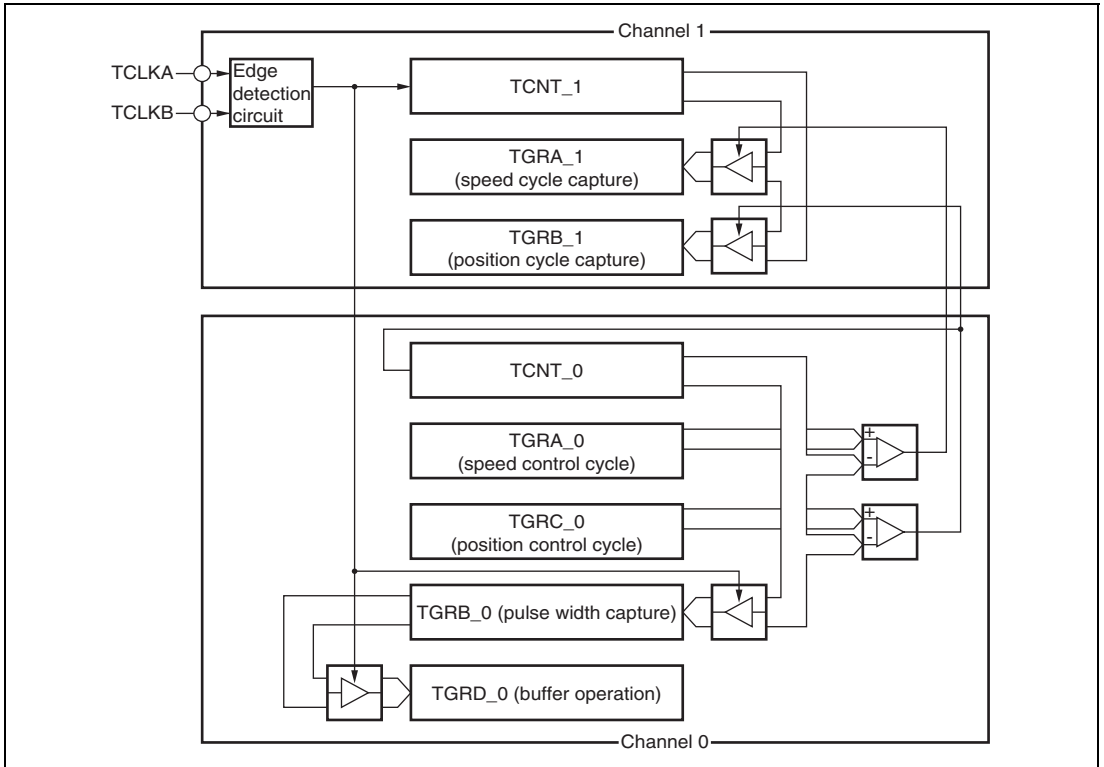 Channel 1
TCLKA
TCLKB
Edge
detection
circuit
TCNT_1
TGRA_1
(speed cycle capture)
TGRB_1
(position cycle capture)
TCNT_0
TGRA_0
(speed control cycle)
+
-
TGRC_0
(position control cycle)
+
-
TGRB_0 (pulse width capture)
TGRD_0 (buffer operation)
Channel 0